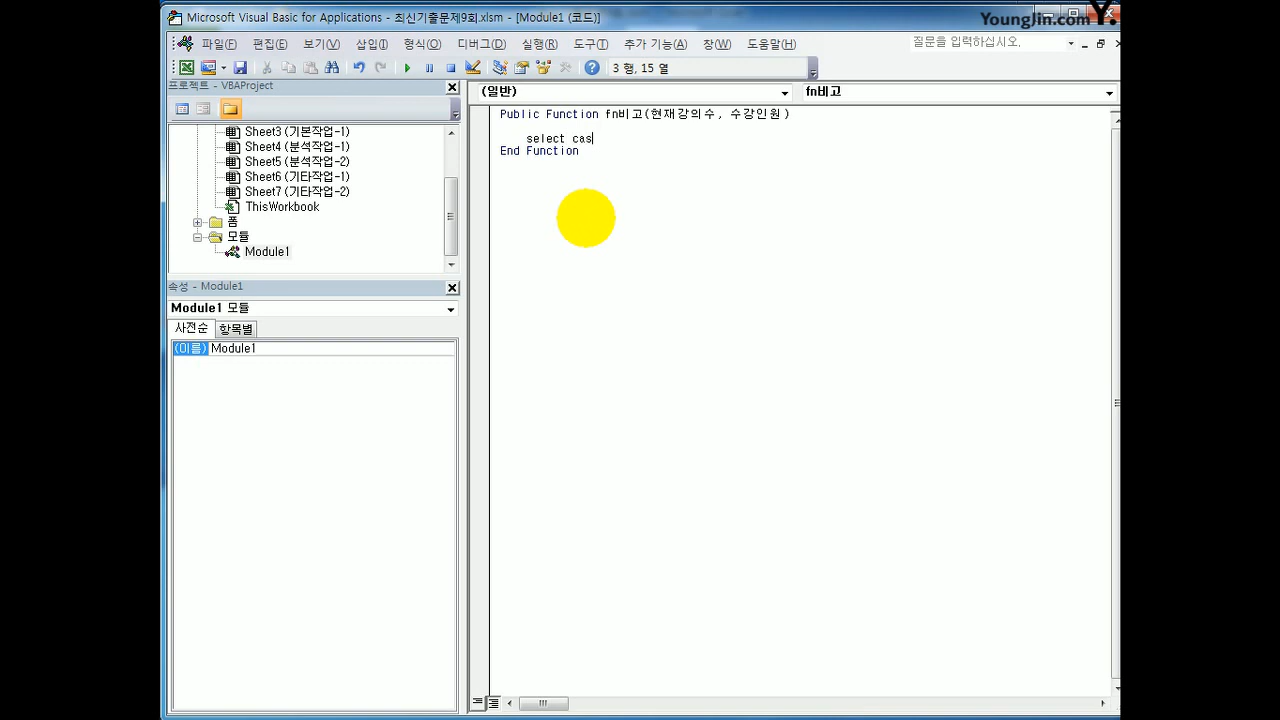 Microsoft Visual Basic for Applications - 최신기출문제9회.xlsm - [Module1 (코드)]
YoungJin.com Y.
파일(F) 편집(E) 보기(V) 삽입(I) 형식(O) 디버그(D) 실행(R) 도구(T) 추가 기능(A) 창(W) 도움말(H) 질문을 입력하십시오.
3 행, 15 열
프로젝트 - VBAProject
(일반) fn비고
Public Function fn비고(현재강의수, 수강인원)
select cas
End Function
Sheet3 (기본작업-1)
Sheet4 (분석작업-1)
Sheet5 (분석작업-2)
Sheet6 (기타작업-1)
Sheet7 (기타작업-2)
ThisWorkbook
폼
모듈
Module1
속성 - Module1
Module1 모듈
사전순 항목별
(이름) Module1